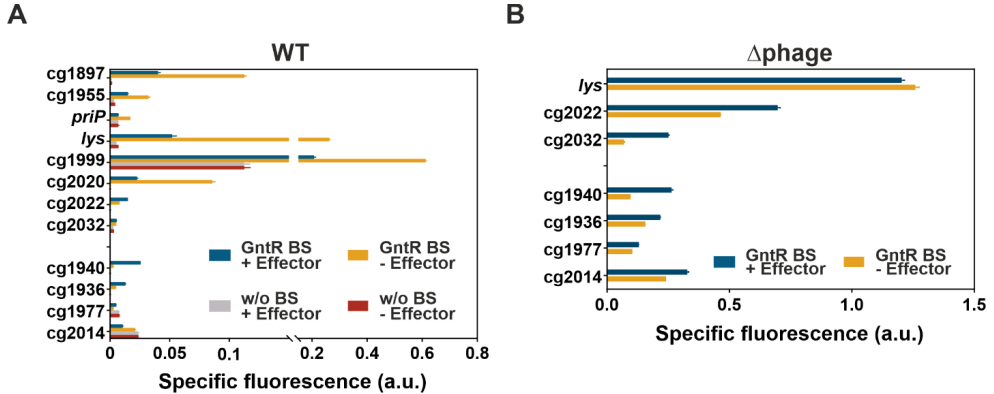 A
WT
cg1897
cg1955
priP
lys
cg1999
cg2020
cg2022
cg2032
cg1940
cg1936
cg1977
cg2014
GntR BS
+ Effector
GntR BS
- Effector
w/o BS
+ Effector
w/o BS
- Effector
0 0.05 0.1 0.2 0.4 0.6 0.8
Specific fluorescence (a.u.)
B
Δphage
lys
cg2022
cg2032
cg1940
cg1936
cg1977
cg2014
GntR BS
+ Effector
GntR BS
- Effector
0.0 0.5 1.0 1.5
Specific fluorescence (a.u.)